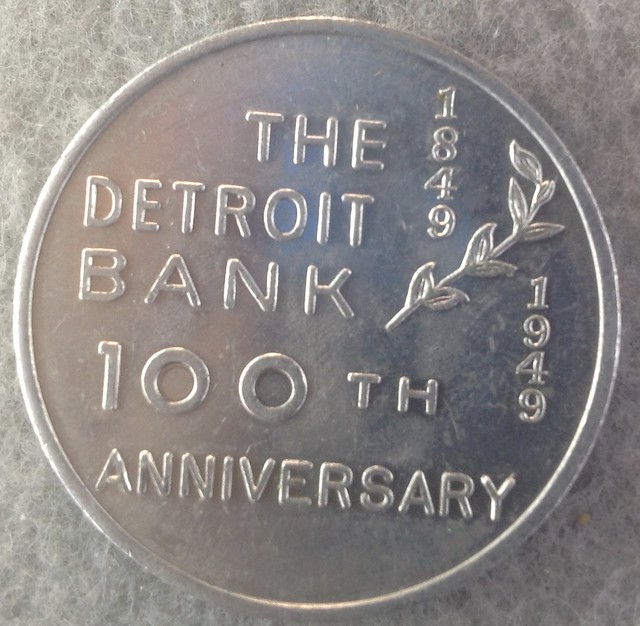 THE
DETROIT
BANK
100 TH
ANNIVERSARY
1849
1949